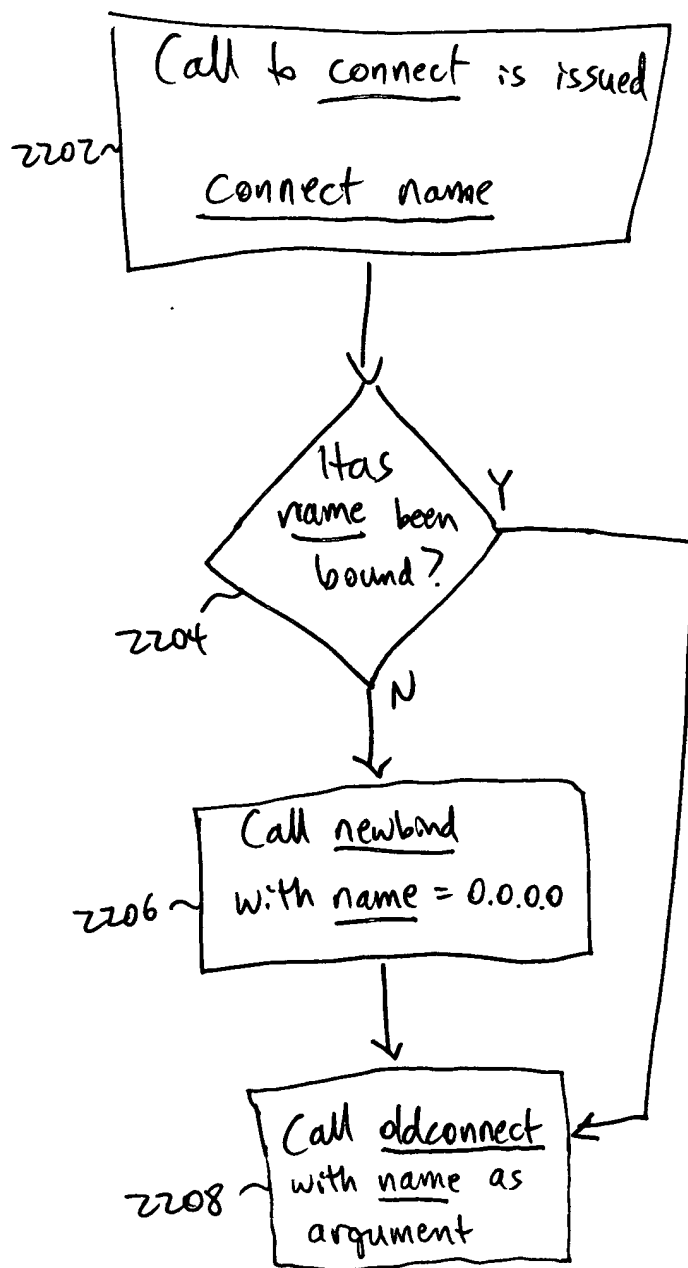 Call to connect is issued
2202
connect name
Has
name been
bound?
Y
2204
N
Call newbind
with name = 0.0.0.0
2206
Call oldconnect
with name as
argument
2208